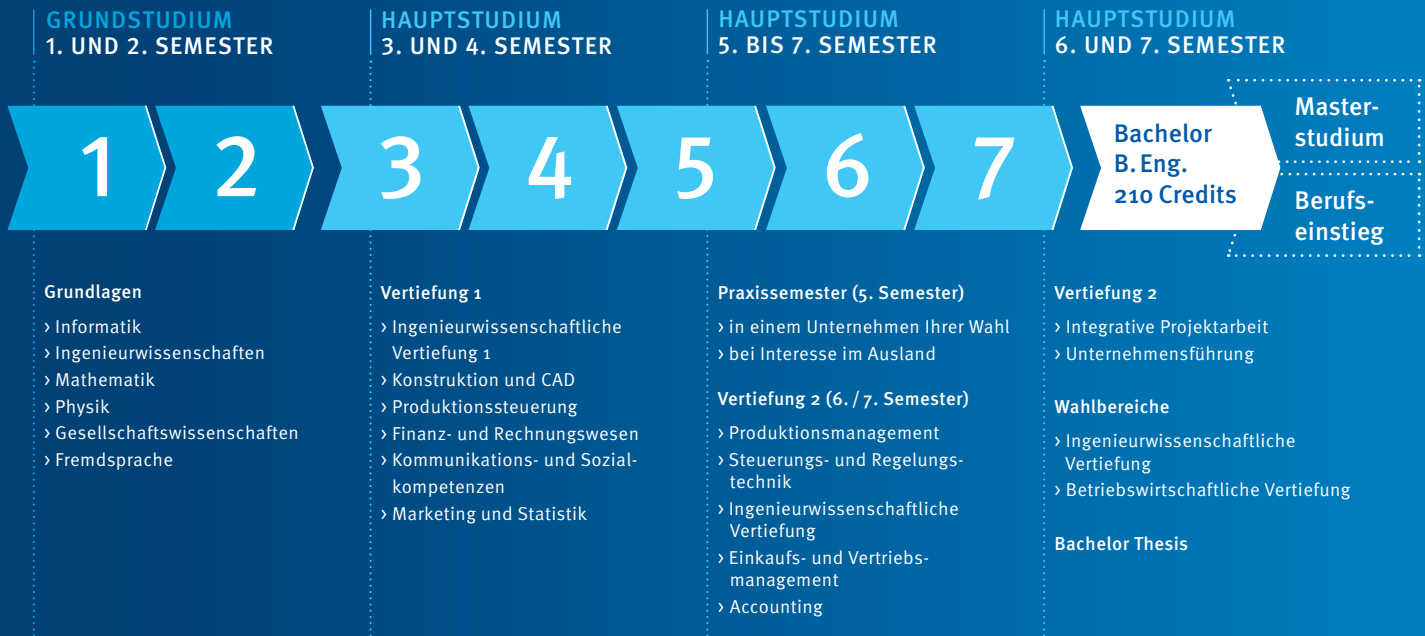 GRUNDSTUDIUM
1. UND 2. SEMESTER
HAUPTSTUDIUM
3. UND 4. SEMESTER
HAUPTSTUDIUM
5. BIS 7. SEMESTER
HAUPTSTUDIUM
6. UND 7. SEMESTER
1
2
3
4
5
6
7
Bachelor
B. Eng.
210 Credits
Master-
studium
Berufs-
einstieg
Grundlagen
› Informatik
› Ingenieurwissenschaften
› Mathematik
› Physik
› Gesellschaftswissenschaften
› Fremdsprache
Vertiefung 1
› Ingenieurwissenschaftliche
Vertiefung 1
› Konstruktion und CAD
› Produktionssteuerung
› Finanz- und Rechnungswesen
› Kommunikations- und Sozial-
kompetenzen
› Marketing und Statistik
Praxissemester (5. Semester)
› in einem Unternehmen Ihrer Wahl
› bei Interesse im Ausland
Vertiefung 2 (6. / 7. Semester)
› Produktionsmanagement
› Steuerungs- und Regelungs-
technik
› Ingenieurwissenschaftliche
Vertiefung
› Einkaufs- und Vertriebs-
management
› Accounting
Vertiefung 2
› Integrative Projektarbeit
› Unternehmensführung
Wahlbereiche
› Ingenieurwissenschaftliche
Vertiefung
› Betriebswirtschaftliche Vertiefung
Bachelor Thesis